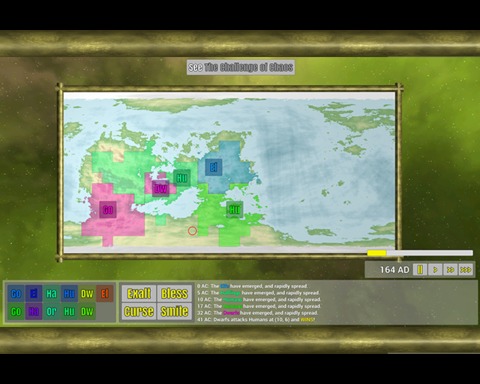 See The Challenge of Chaos
El
Hu
Dw
Go
Hu
164 AD
Go El Ha Hu Dw El
Go Hu Or Hu Dw
Exalt Bless
Curse Smite
0 AC: The have emerged, and rapidly spread.
5 AC: The have emerged, and rapidly spread.
10 AC: The have emerged, and rapidly spread.
17 AC: The have emerged, and rapidly spread.
32 AC: The Dwarfs have emerged, and rapidly spread.
41 AC: Dwarfs attacks Humans at (10, 6) and WINS!